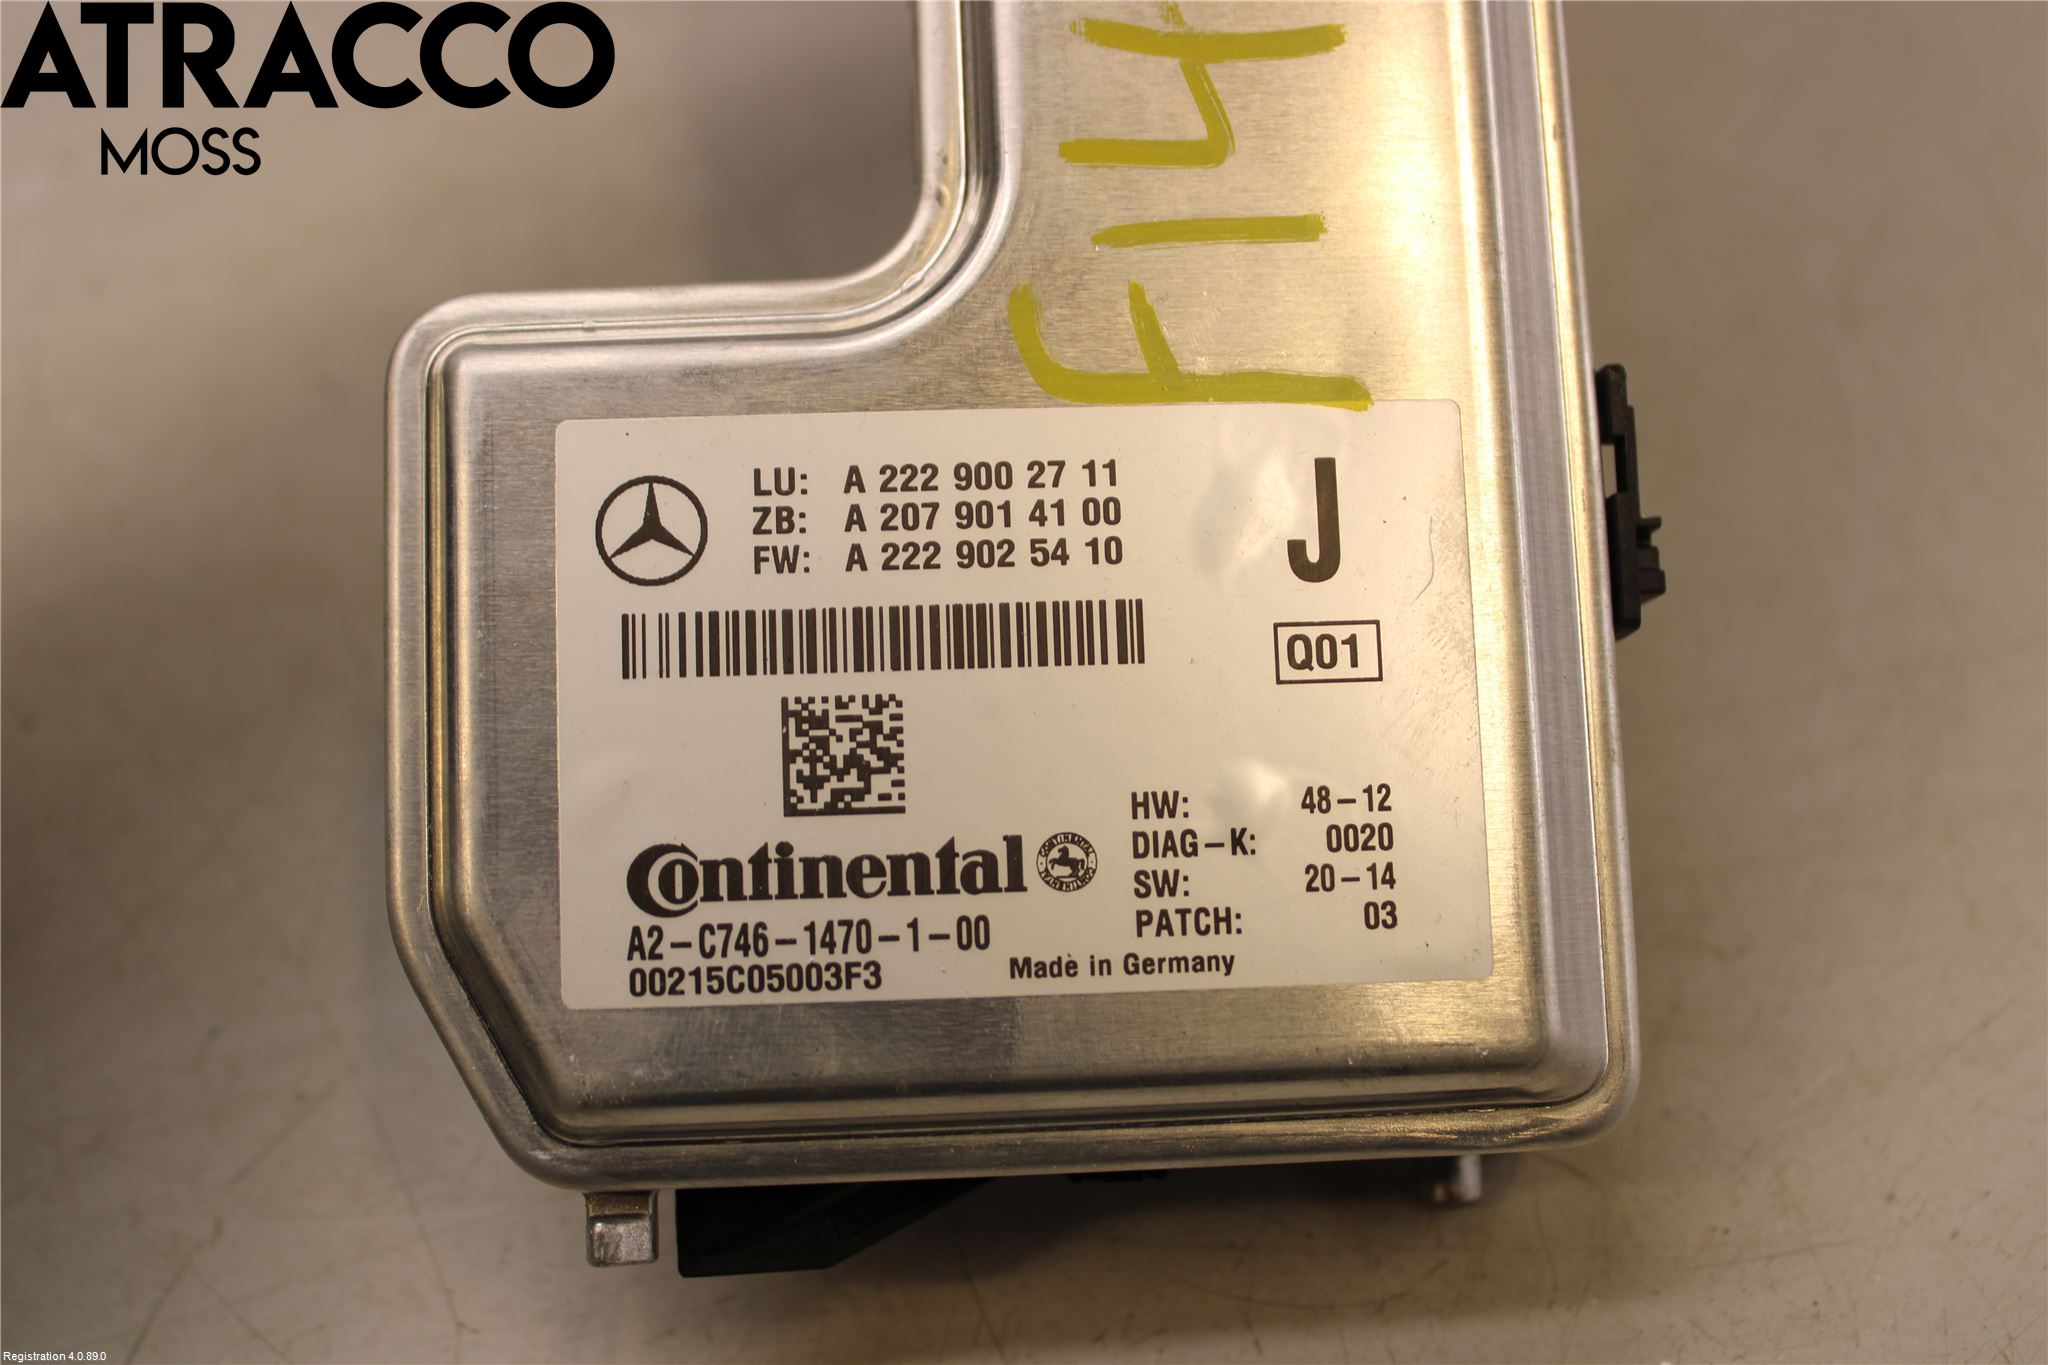 ATRACCO
MOSS
F14
LU: A 222 900 27 11
ZB: A 207 901 41 00
FW: A 222 902 54 10
J
Q01
Continental
CONTINENTAL
CONTINENTAL
A2-C746-1470-1-00
00215C05003F3
HW: 48-12
DIAG-K: 0020
SW: 20-14
PATCH: 03
Made in Germany
Registration 4.0.89.0